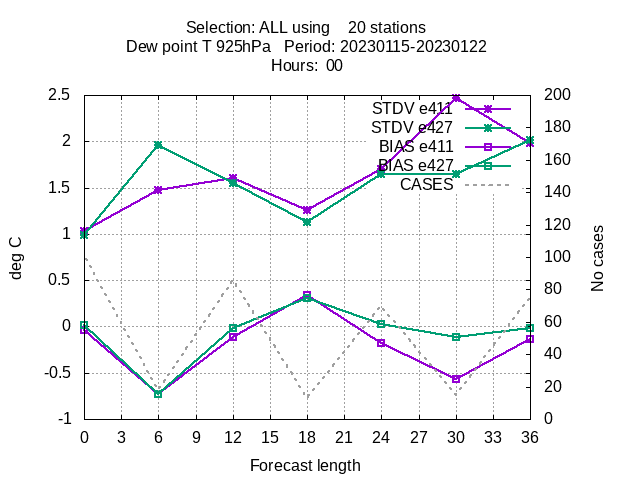 Selection: ALL using 20 stations
Dew point T 925hPa Period: 20230115-20230122
Hours: 00
2.5
2
1.5
1
0.5
0
-0.5
-1
deg C
STDV e411
STDV e427
BIAS e411
BIAS e427
CASES
200
180
160
140
120
100
80
60
40
20
0
No cases
0 3 6 9 12 15 18 21 24 27 30 33 36
Forecast length